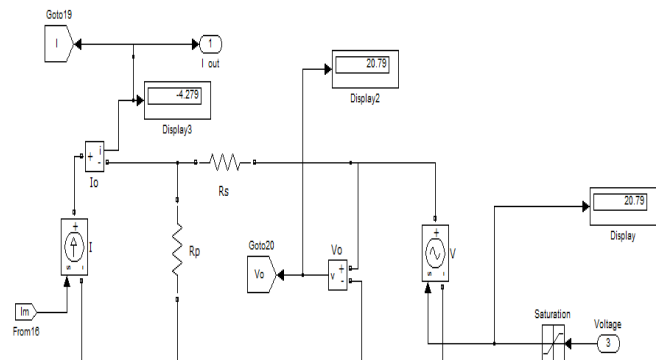 Goto19
I
1
I out
-4.279
Display3
20.79
Display2
+
i
-
Io
Rs
Rp
+
I
s
-
Im
From16
Goto20
Vo
Vo
v
+
-
+
V
s
-
20.79
Display
Saturation
Voltage
3